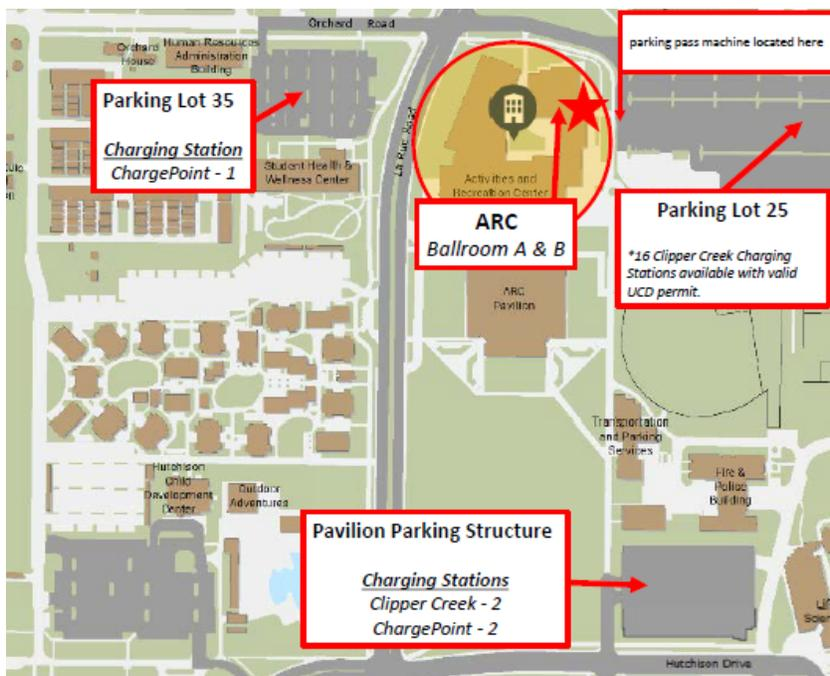 Orchard Road
Orchard
House
Human Resources
Administration
Building
parking pass machine located here
Parking Lot 35
Charging Station
ChargePoint - 1
La Rue Road
Student Health &
Wellness Center
Activities and
Recreation Center
ARC
Ballroom A & B
Parking Lot 25
*16 Clipper Creek Charging
Stations available with valid
UCD permit.
ARC
Pavilion
Transportation
and Parking
Services
Fire &
Police
Building
Hutchison
Child
Development
Center
Outdoor
Adventures
Pavilion Parking Structure
Charging Stations
Clipper Creek - 2
ChargePoint - 2
Hutchison Drive